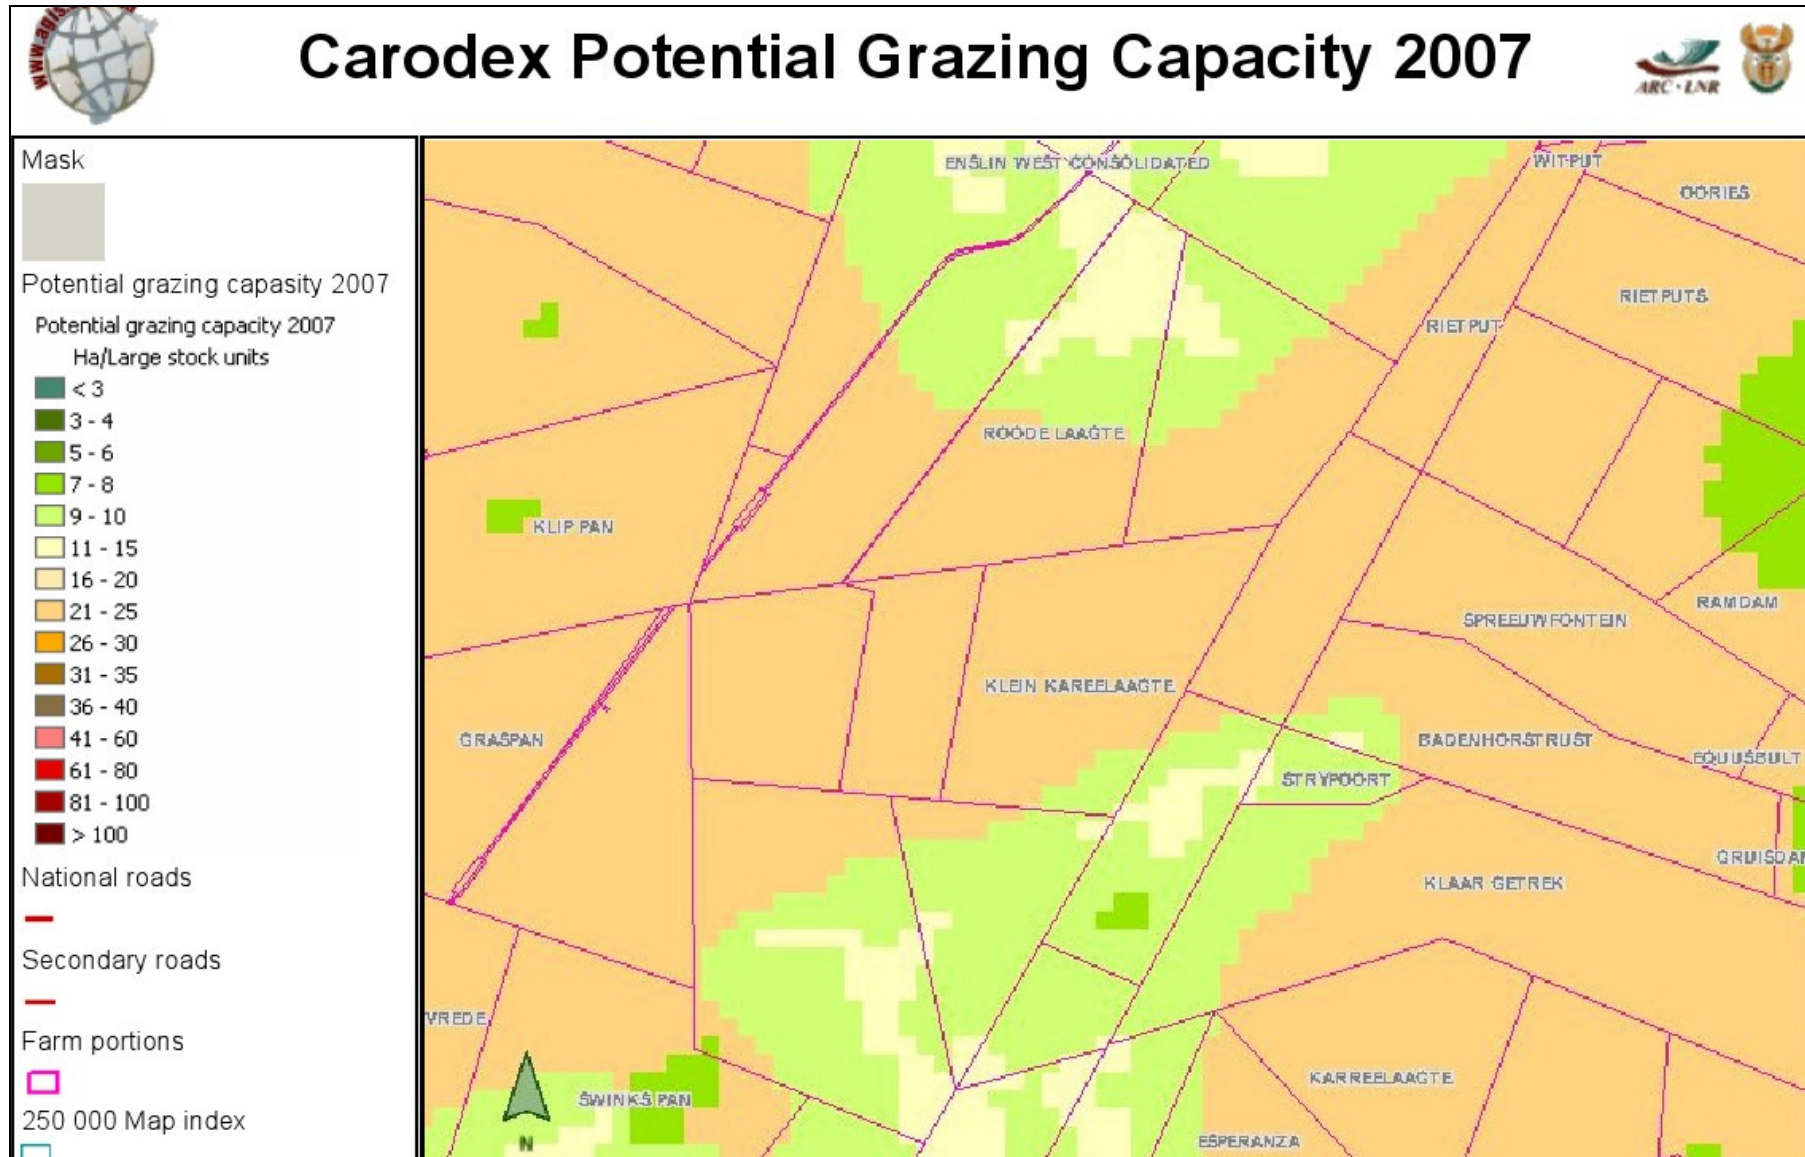 www.agis.
Carodex Potential Grazing Capacity 2007
ARC · LNR
Mask
Potential grazing capasity 2007
Potential grazing capacity 2007
Ha/Large stock units
< 3
3 - 4
5 - 6
7 - 8
9 - 10
11 - 15
16 - 20
21 - 25
26 - 30
31 - 35
36 - 40
41 - 60
61 - 80
81 - 100
> 100
National roads
Secondary roads
Farm portions
250 000 Map index
ENSLIN WEST CONSOLIDATED
WITPUT
OORIES
RIETPUTS
RIETPUT
ROODE LAAGTE
KLIP PAN
RAMDAM
SPREEUWFONTEIN
KLEIN KAREELAAGTE
GRASPAN
BADENHORSTRUST
EQUUSBULT
STRYPOORT
GRUISDAM
KLAAR GETREK
VREDE
KARREELAAGTE
SWINKS PAN
N
ESPERANZA